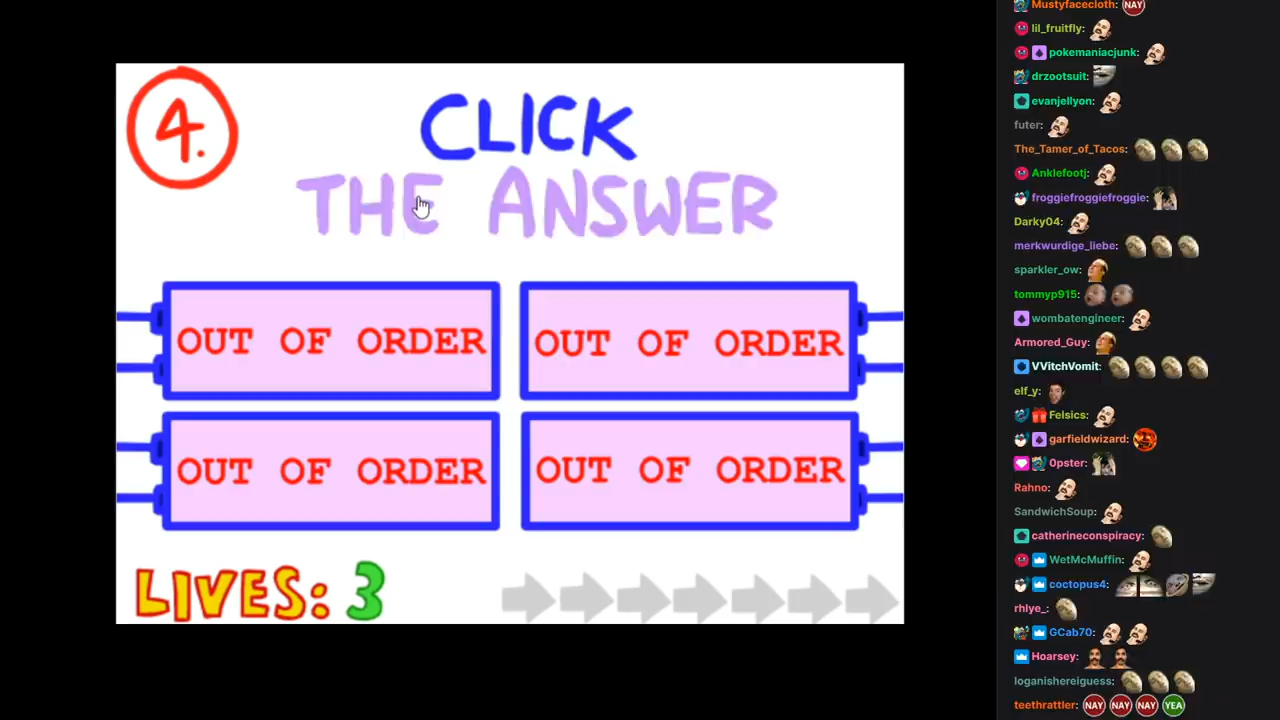 4.
CLICK
THE ANSWER
OUT OF ORDER
OUT OF ORDER
OUT OF ORDER
OUT OF ORDER
LIVES: 3
Mustyfacecloth: NAY
lil_fruitfly:
pokemaniacjunk:
drzootsuit:
evanjellyon:
futer:
The_Tamer_of_Tacos:
Anklefootj:
froggiefroggiefroggie:
Darky04:
merkwurdige_liebe:
sparkler_ow:
tommyp915:
wombatengineer:
Armored_Guy:
VVitchVomit:
elf_y:
Felsics:
garfieldwizard:
0pster:
Rahno:
SandwichSoup:
catherineconspiracy:
WetMcMuffin:
coctopus4:
rhlye_:
GCab70:
Hoarsey:
loganishereiguess:
teethrattler: NAY NAY NAY YEA